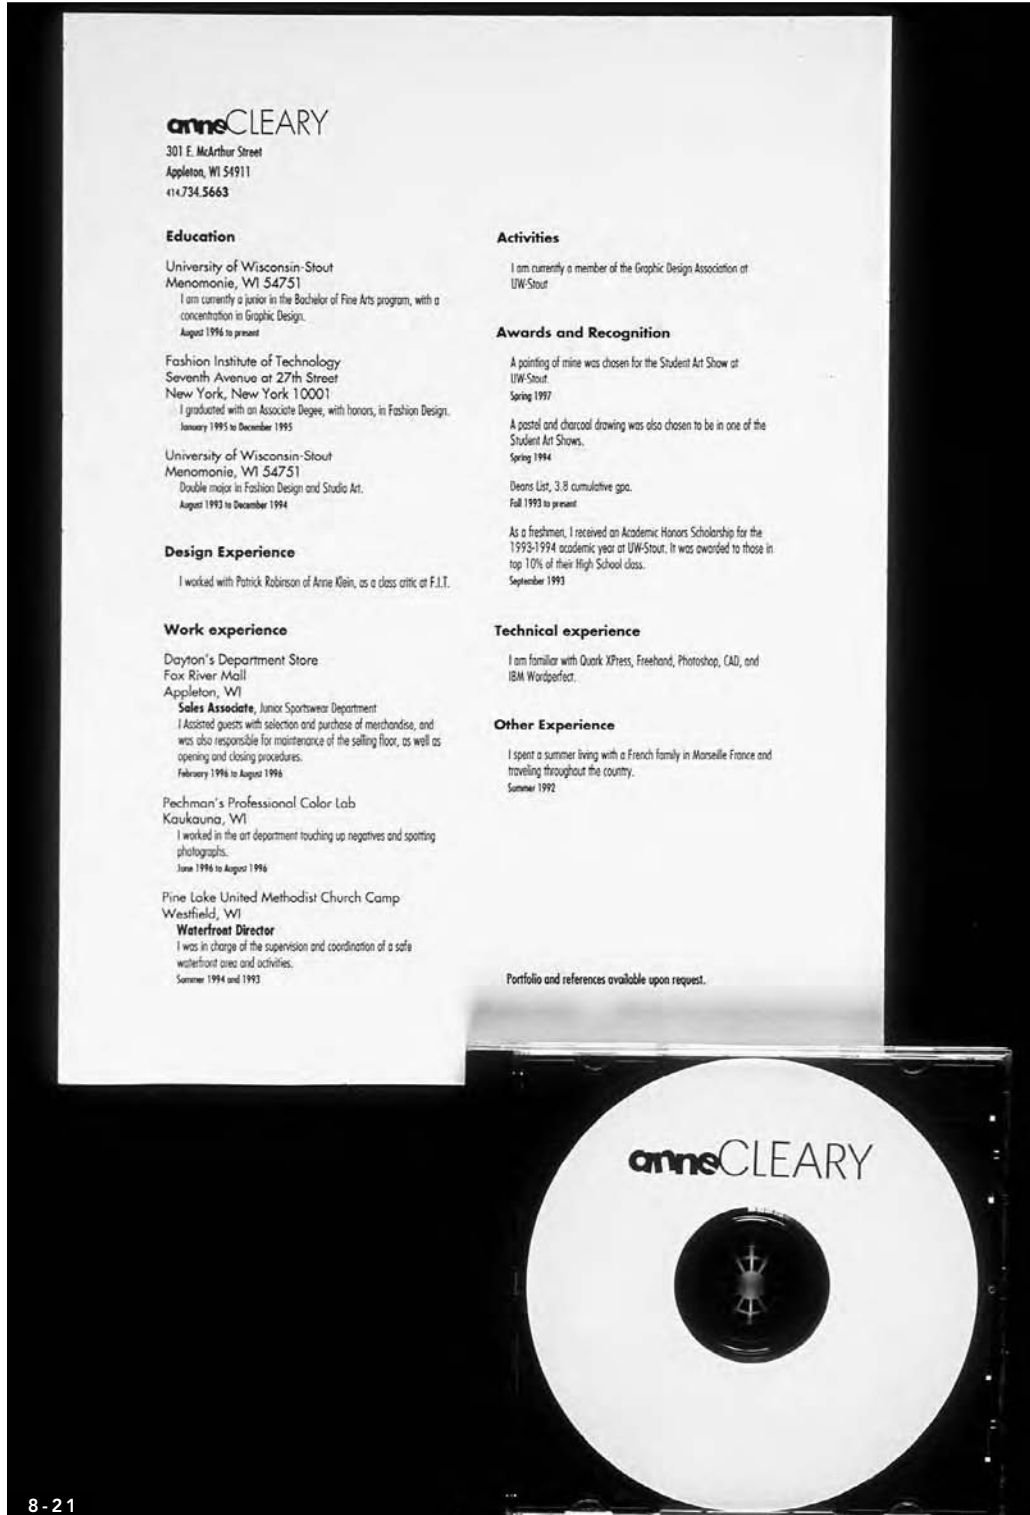 anneCLEARY
301 E. McArthur Street
Appleton, WI 54911
414.734.5663
Education
University of Wisconsin-Stout
Menomonie, WI 54751
I am currently a junior in the Bachelor of Fine Arts program, with a
concentration in Graphic Design.
August 1996 to present
Fashion Institute of Technology
Seventh Avenue at 27th Street
New York, New York 10001
I graduated with an Associate Degee, with honors, in Fashion Design.
January 1995 to December 1995
University of Wisconsin-Stout
Menomonie, WI 54751
Double major in Fashion Design and Studio Art.
August 1993 to December 1994
Design Experience
I worked with Patrick Robinson of Anne Klein, as a class critic at F.I.T.
Work experience
Dayton's Department Store
Fox River Mall
Appleton, WI
Sales Associate, Junior Sportswear Department
I Assisted guests with selection and purchase of merchandise, and
was also responsible for maintenance of the selling floor, as well as
opening and closing procedures.
February 1996 to August 1996
Pechman's Professional Color Lab
Kaukauna, WI
I worked in the art department touching up negatives and spotting
photographs.
June 1996 to August 1996
Pine Lake United Methodist Church Camp
Westfield, WI
Waterfront Director
I was in charge of the supervision and coordination of a safe
waterfront area and activities.
Summer 1994 and 1993
Activities
I am currently a member of the Graphic Design Association at
UW-Stout
Awards and Recognition
A painting of mine was chosen for the Student Art Show at
UW-Stout.
Spring 1997
A pastel and charcoal drawing was also chosen to be in one of the
Student Art Shows.
Spring 1994
Deans List, 3.8 cumulative gpa.
Fall 1993 to present
As a freshmen, I received an Academic Honors Scholarship for the
1993-1994 academic year at UW-Stout. It was awarded to those in
top 10% of their High School class.
September 1993
Technical experience
I am familiar with Quark XPress, Freehand, Photoshop, CAD, and
IBM Wordperfect.
Other Experience
I spent a summer living with a French family in Marseille France and
traveling throughout the country.
Summer 1992
Portfolio and references available upon request.
anneCLEARY
8-21